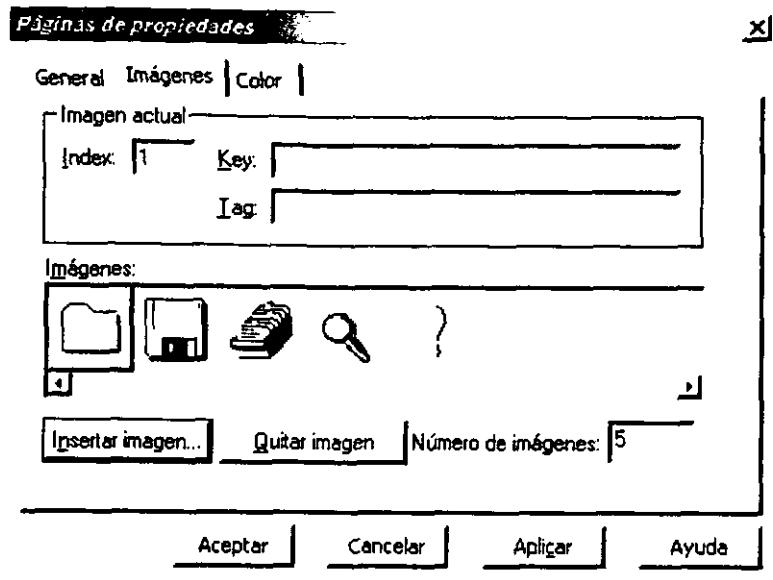 Páginas de propiedades
General Imágenes Color
Imagen actual
Index: 1 Key:
Tag:
Imágenes:
Insertar imagen... Quitar imagen Número de imágenes: 5
Aceptar Cancelar Aplicar Ayuda